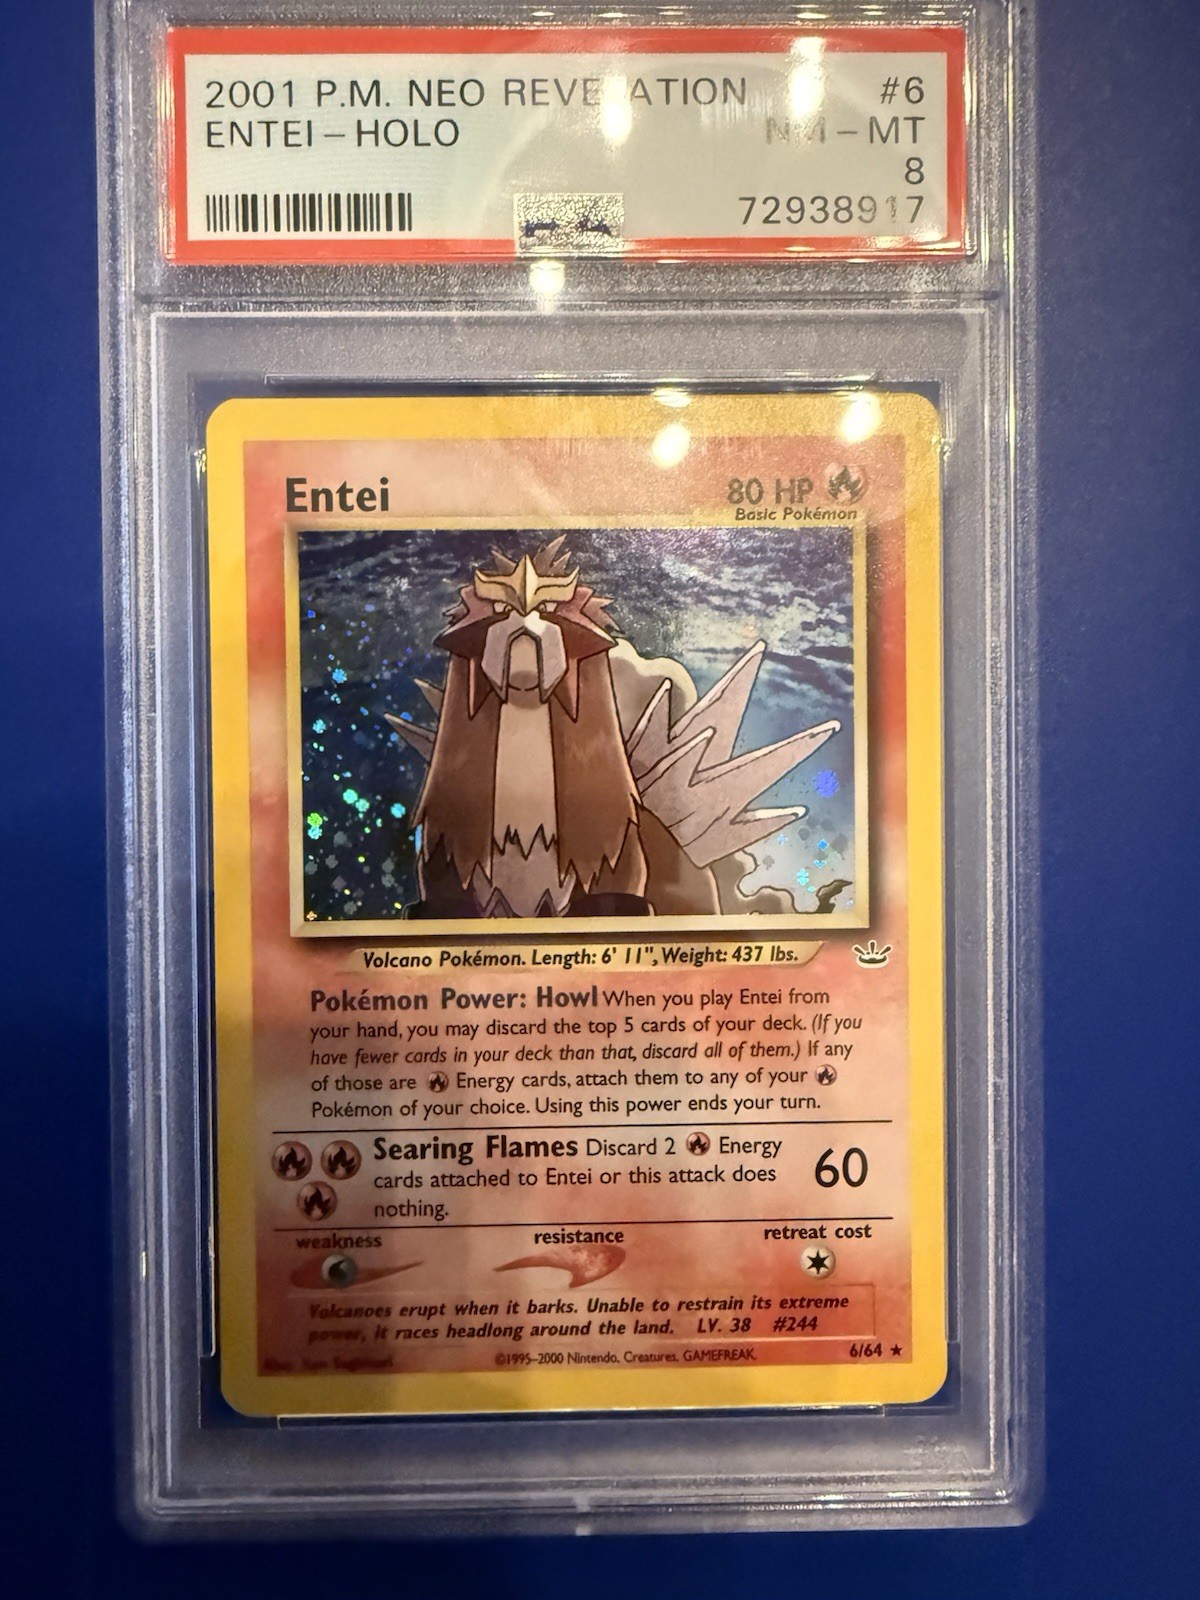 2001 P.M. NEO REVELATION #6
ENTEI - HOLO NM - MT
8
72938917
Entei 80 HP
Basic Pokémon
Volcano Pokémon. Length: 6' 11", Weight: 437 lbs.
Pokémon Power: Howl When you play Entei from
your hand, you may discard the top 5 cards of your deck. (If you
have fewer cards in your deck than that, discard all of them.) If any
of those are Energy cards, attach them to any of your
Pokémon of your choice. Using this power ends your turn.
Searing Flames Discard 2 Energy
cards attached to Entei or this attack does
nothing.
60
weakness resistance retreat cost
Volcanoes erupt when it barks. Unable to restrain its extreme
power, it races headlong around the land. LV. 38 #244
©1995-2000 Nintendo, Creatures, GAMEFREAK. 6/64 ★